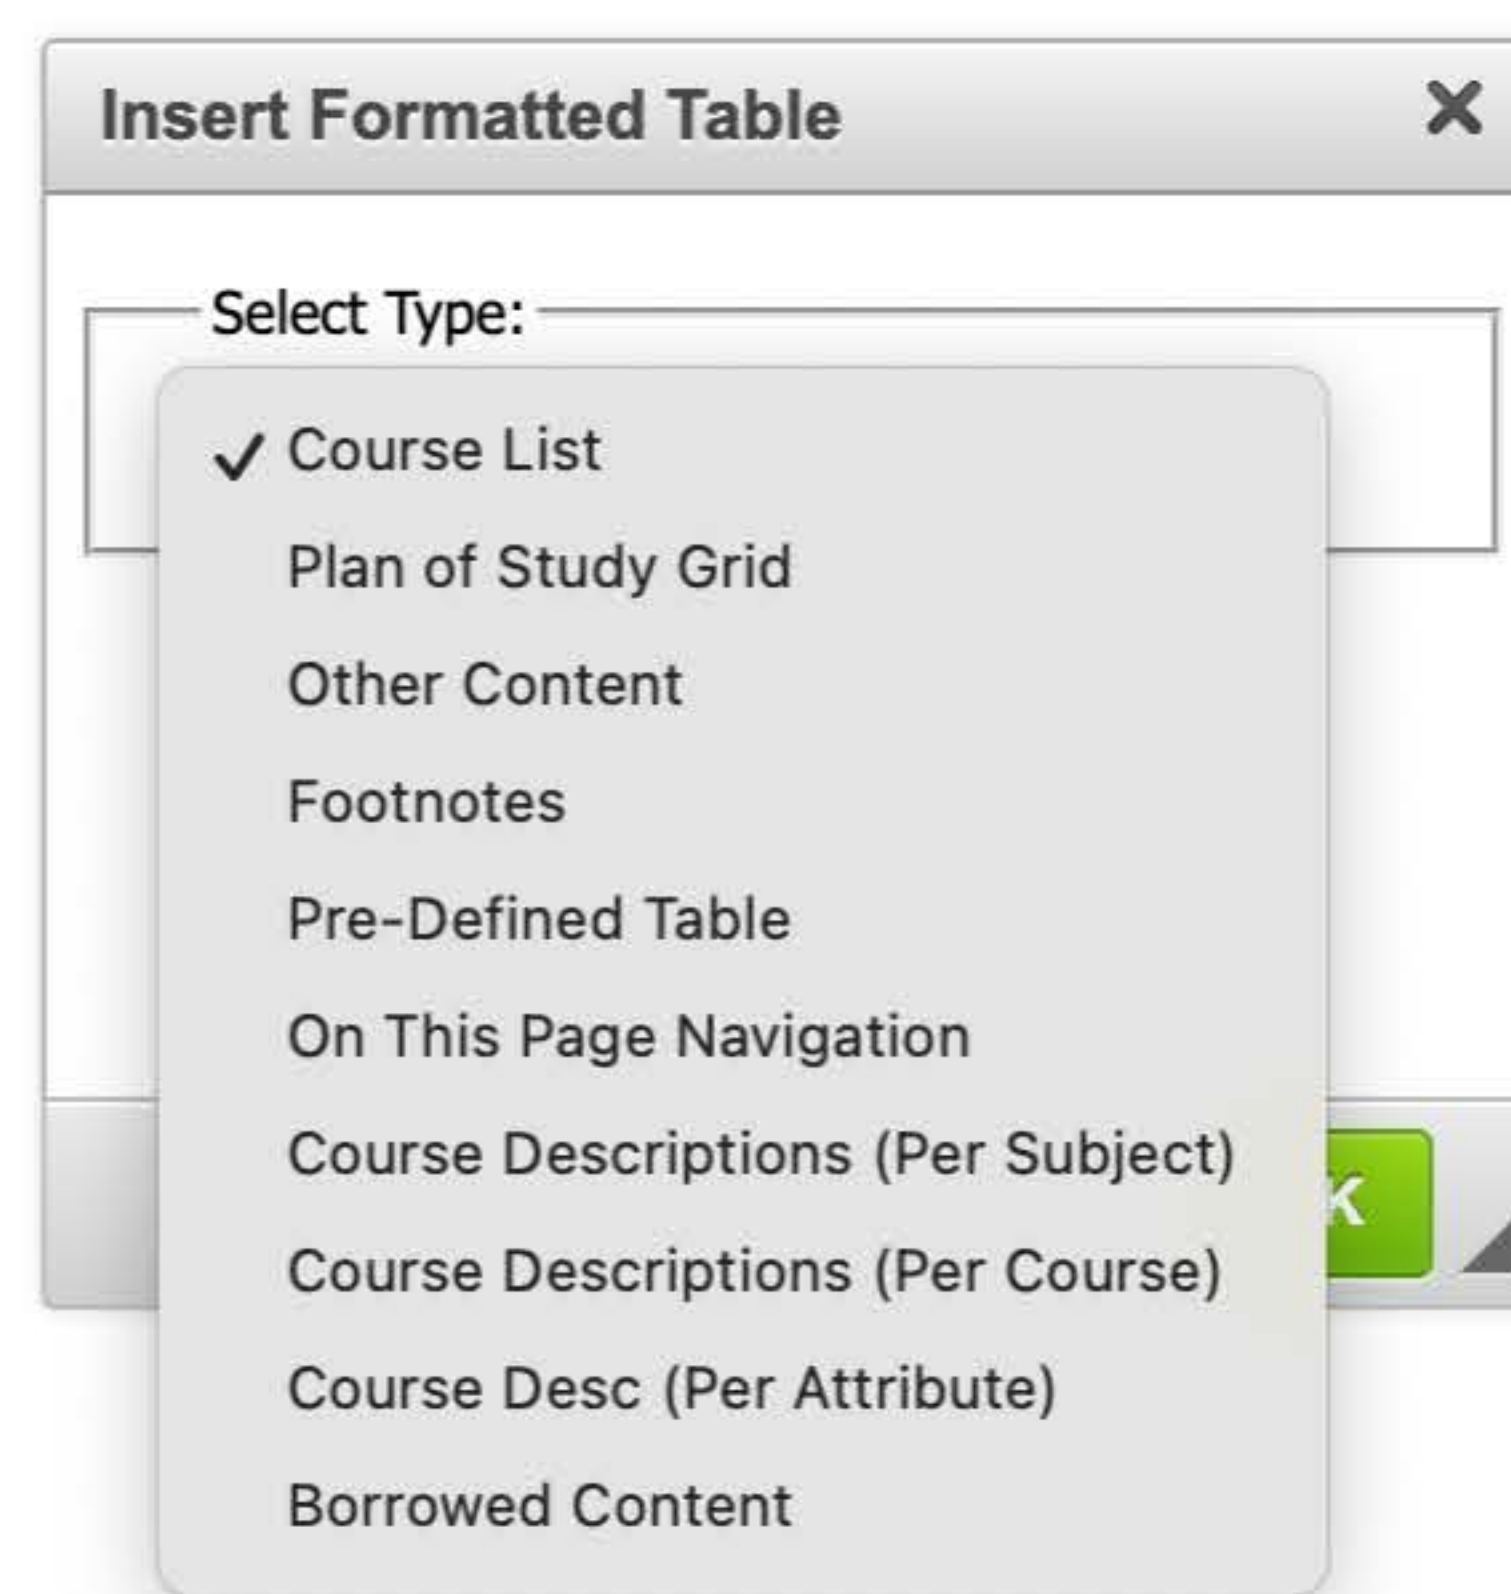 Insert Formatted Table
Select Type:
Course List
Plan of Study Grid
Other Content
Footnotes
Pre-Defined Table
On This Page Navigation
Course Descriptions (Per Subject)
Course Descriptions (Per Course)
Course Desc (Per Attribute)
Borrowed Content